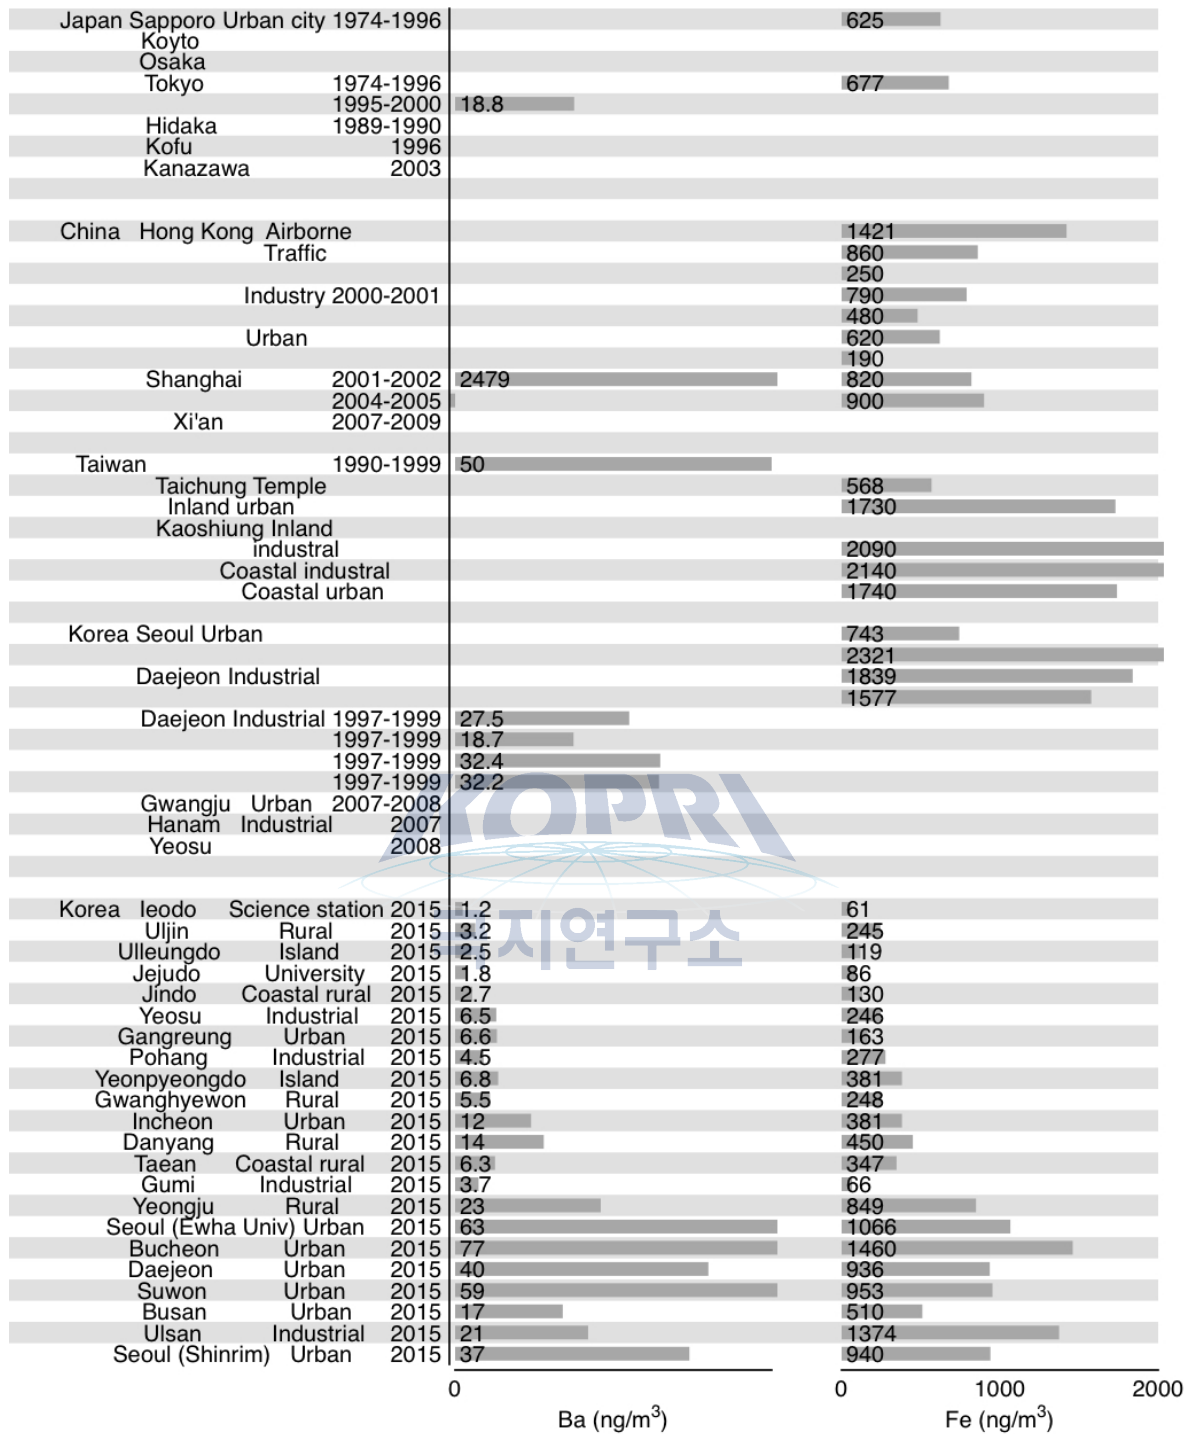 Japan Sapporo Urban city 1974-1996 625
Koyto
Osaka
Tokyo 1974-1996 677
1995-2000 18.8
Hidaka 1989-1990
Kofu 1996
Kanazawa 2003
China Hong Kong Airborne 1421
Traffic 860
250
Industry 2000-2001 790
480
Urban 620
190
Shanghai 2001-2002 2479 820
2004-2005 900
Xi'an 2007-2009
Taiwan 1990-1999 50
Taichung Temple 568
Inland urban 1730
Kaoshiung Inland
industral 2090
Coastal industral 2140
Coastal urban 1740
Korea Seoul Urban 743
2321
Daejeon Industrial 1839
1577
Daejeon Industrial 1997-1999 27.5
1997-1999 18.7
1997-1999 32.4
1997-1999 32.2
KOPRI
Gwangju Urban 2007-2008
Hanam Industrial 2007
Yeosu 2008
Korea Ieodo Science station 2015 1.2 61
극지연구소
Uljin Rural 2015 3.2 245
Ulleungdo Island 2015 2.5 119
Jejudo University 2015 1.8 86
Jindo Coastal rural 2015 2.7 130
Yeosu Industrial 2015 6.5 246
Gangreung Urban 2015 6.6 163
Pohang Industrial 2015 4.5 277
Yeonpyeongdo Island 2015 6.8 381
Gwanghyewon Rural 2015 5.5 248
Incheon Urban 2015 12 381
Danyang Rural 2015 14 450
Taean Coastal rural 2015 6.3 347
Gumi Industrial 2015 3.7 66
Yeongju Rural 2015 23 849
Seoul (Ewha Univ) Urban 2015 63 1066
Bucheon Urban 2015 77 1460
Daejeon Urban 2015 40 936
Suwon Urban 2015 59 953
Busan Urban 2015 17 510
Ulsan Industrial 2015 21 1374
Seoul (Shinrim) Urban 2015 37 940
0 0 1000 2000
Ba (ng/m³) Fe (ng/m³)